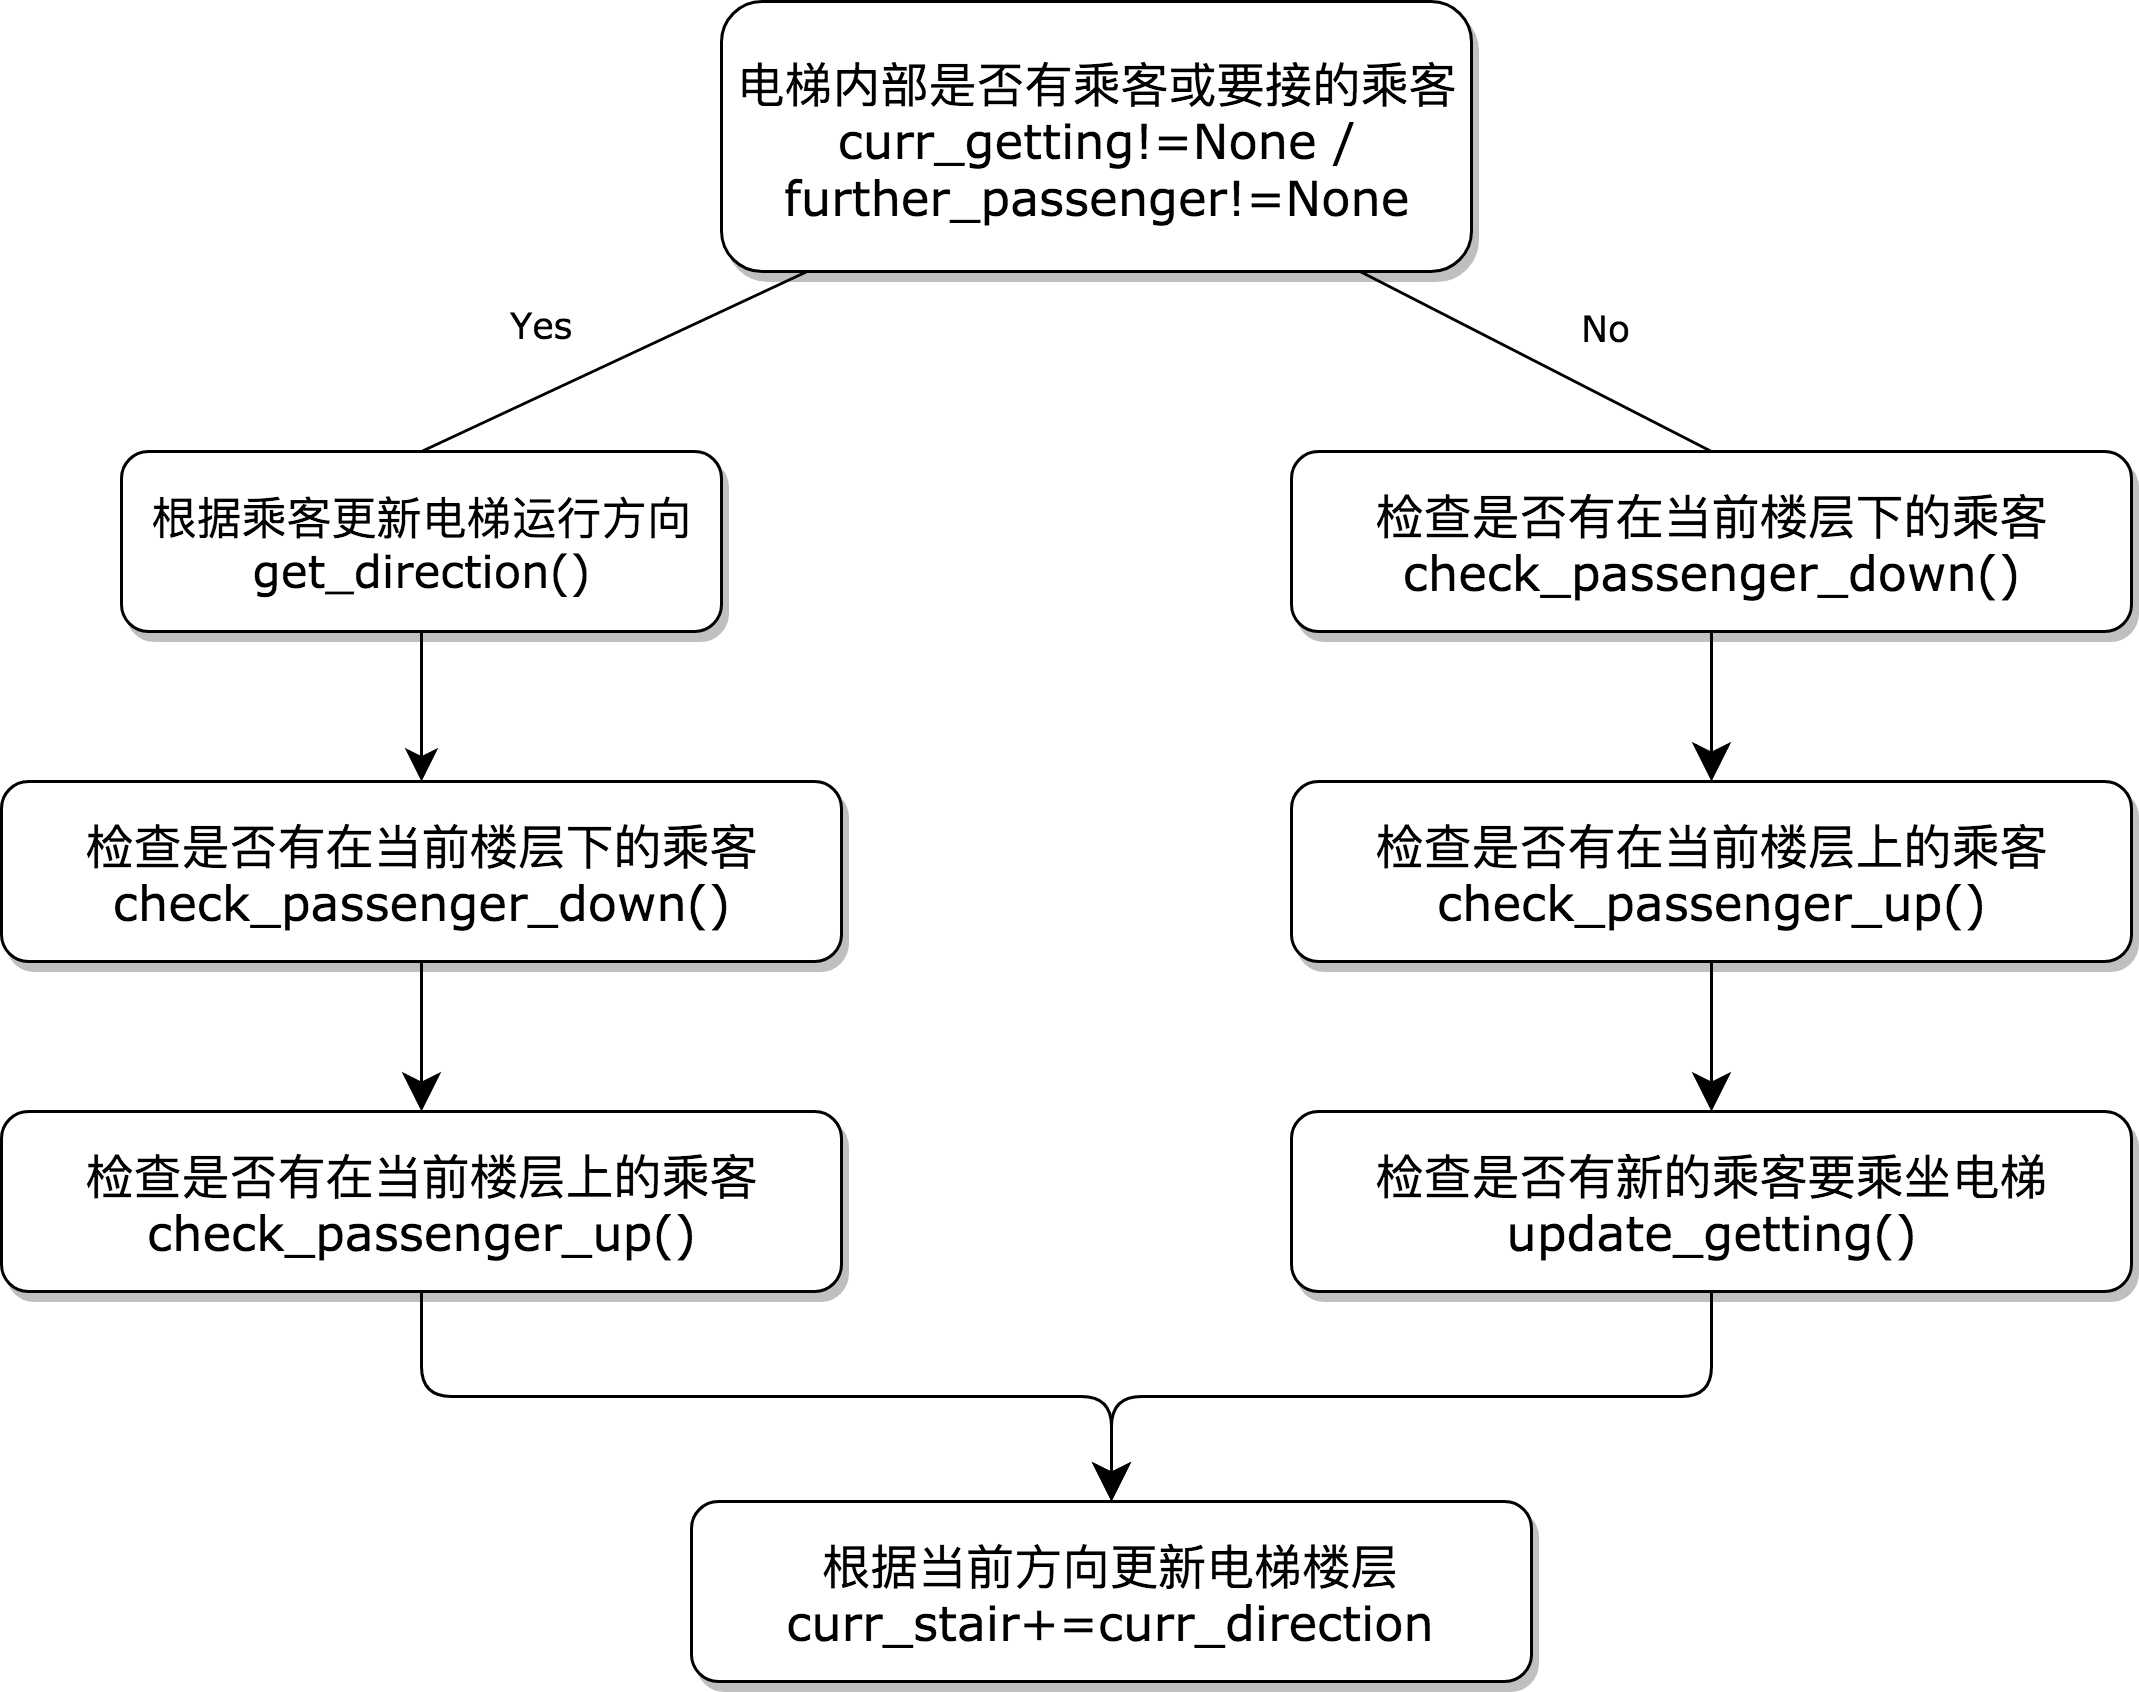 电梯内部是否有乘客或要接的乘客
curr_getting!=None /
further_passenger!=None
Yes
No
根据乘客更新电梯运行方向
get_direction()
检查是否有在当前楼层下的乘客
check_passenger_down()
检查是否有在当前楼层下的乘客
check_passenger_down()
检查是否有在当前楼层上的乘客
check_passenger_up()
检查是否有在当前楼层上的乘客
check_passenger_up()
检查是否有新的乘客要乘坐电梯
update_getting()
根据当前方向更新电梯楼层
curr_stair+=curr_direction